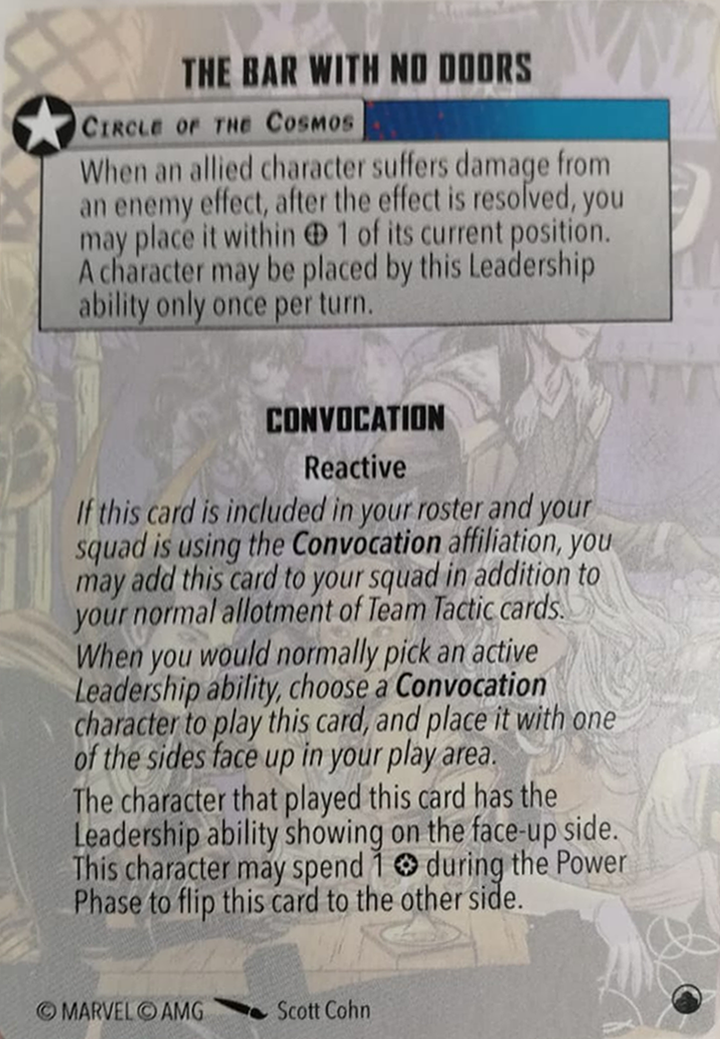 THE BAR WITH NO DOORS
CIRCLE OF THE COSMOS
When an allied character suffers damage from
an enemy effect, after the effect is resolved, you
may place it within 1 of its current position.
A character may be placed by this Leadership
ability only once per turn.
CONVOCATION
Reactive
If this card is included in your roster and your
squad is using the Convocation affiliation, you
may add this card to your squad in addition to
your normal allotment of Team Tactic cards.
When you would normally pick an active
Leadership ability, choose a Convocation
character to play this card, and place it with one
of the sides face up in your play area.
The character that played this card has the
Leadership ability showing on the face-up side.
This character may spend 1 during the Power
Phase to flip this card to the other side.
© MARVEL © AMG Scott Cohn